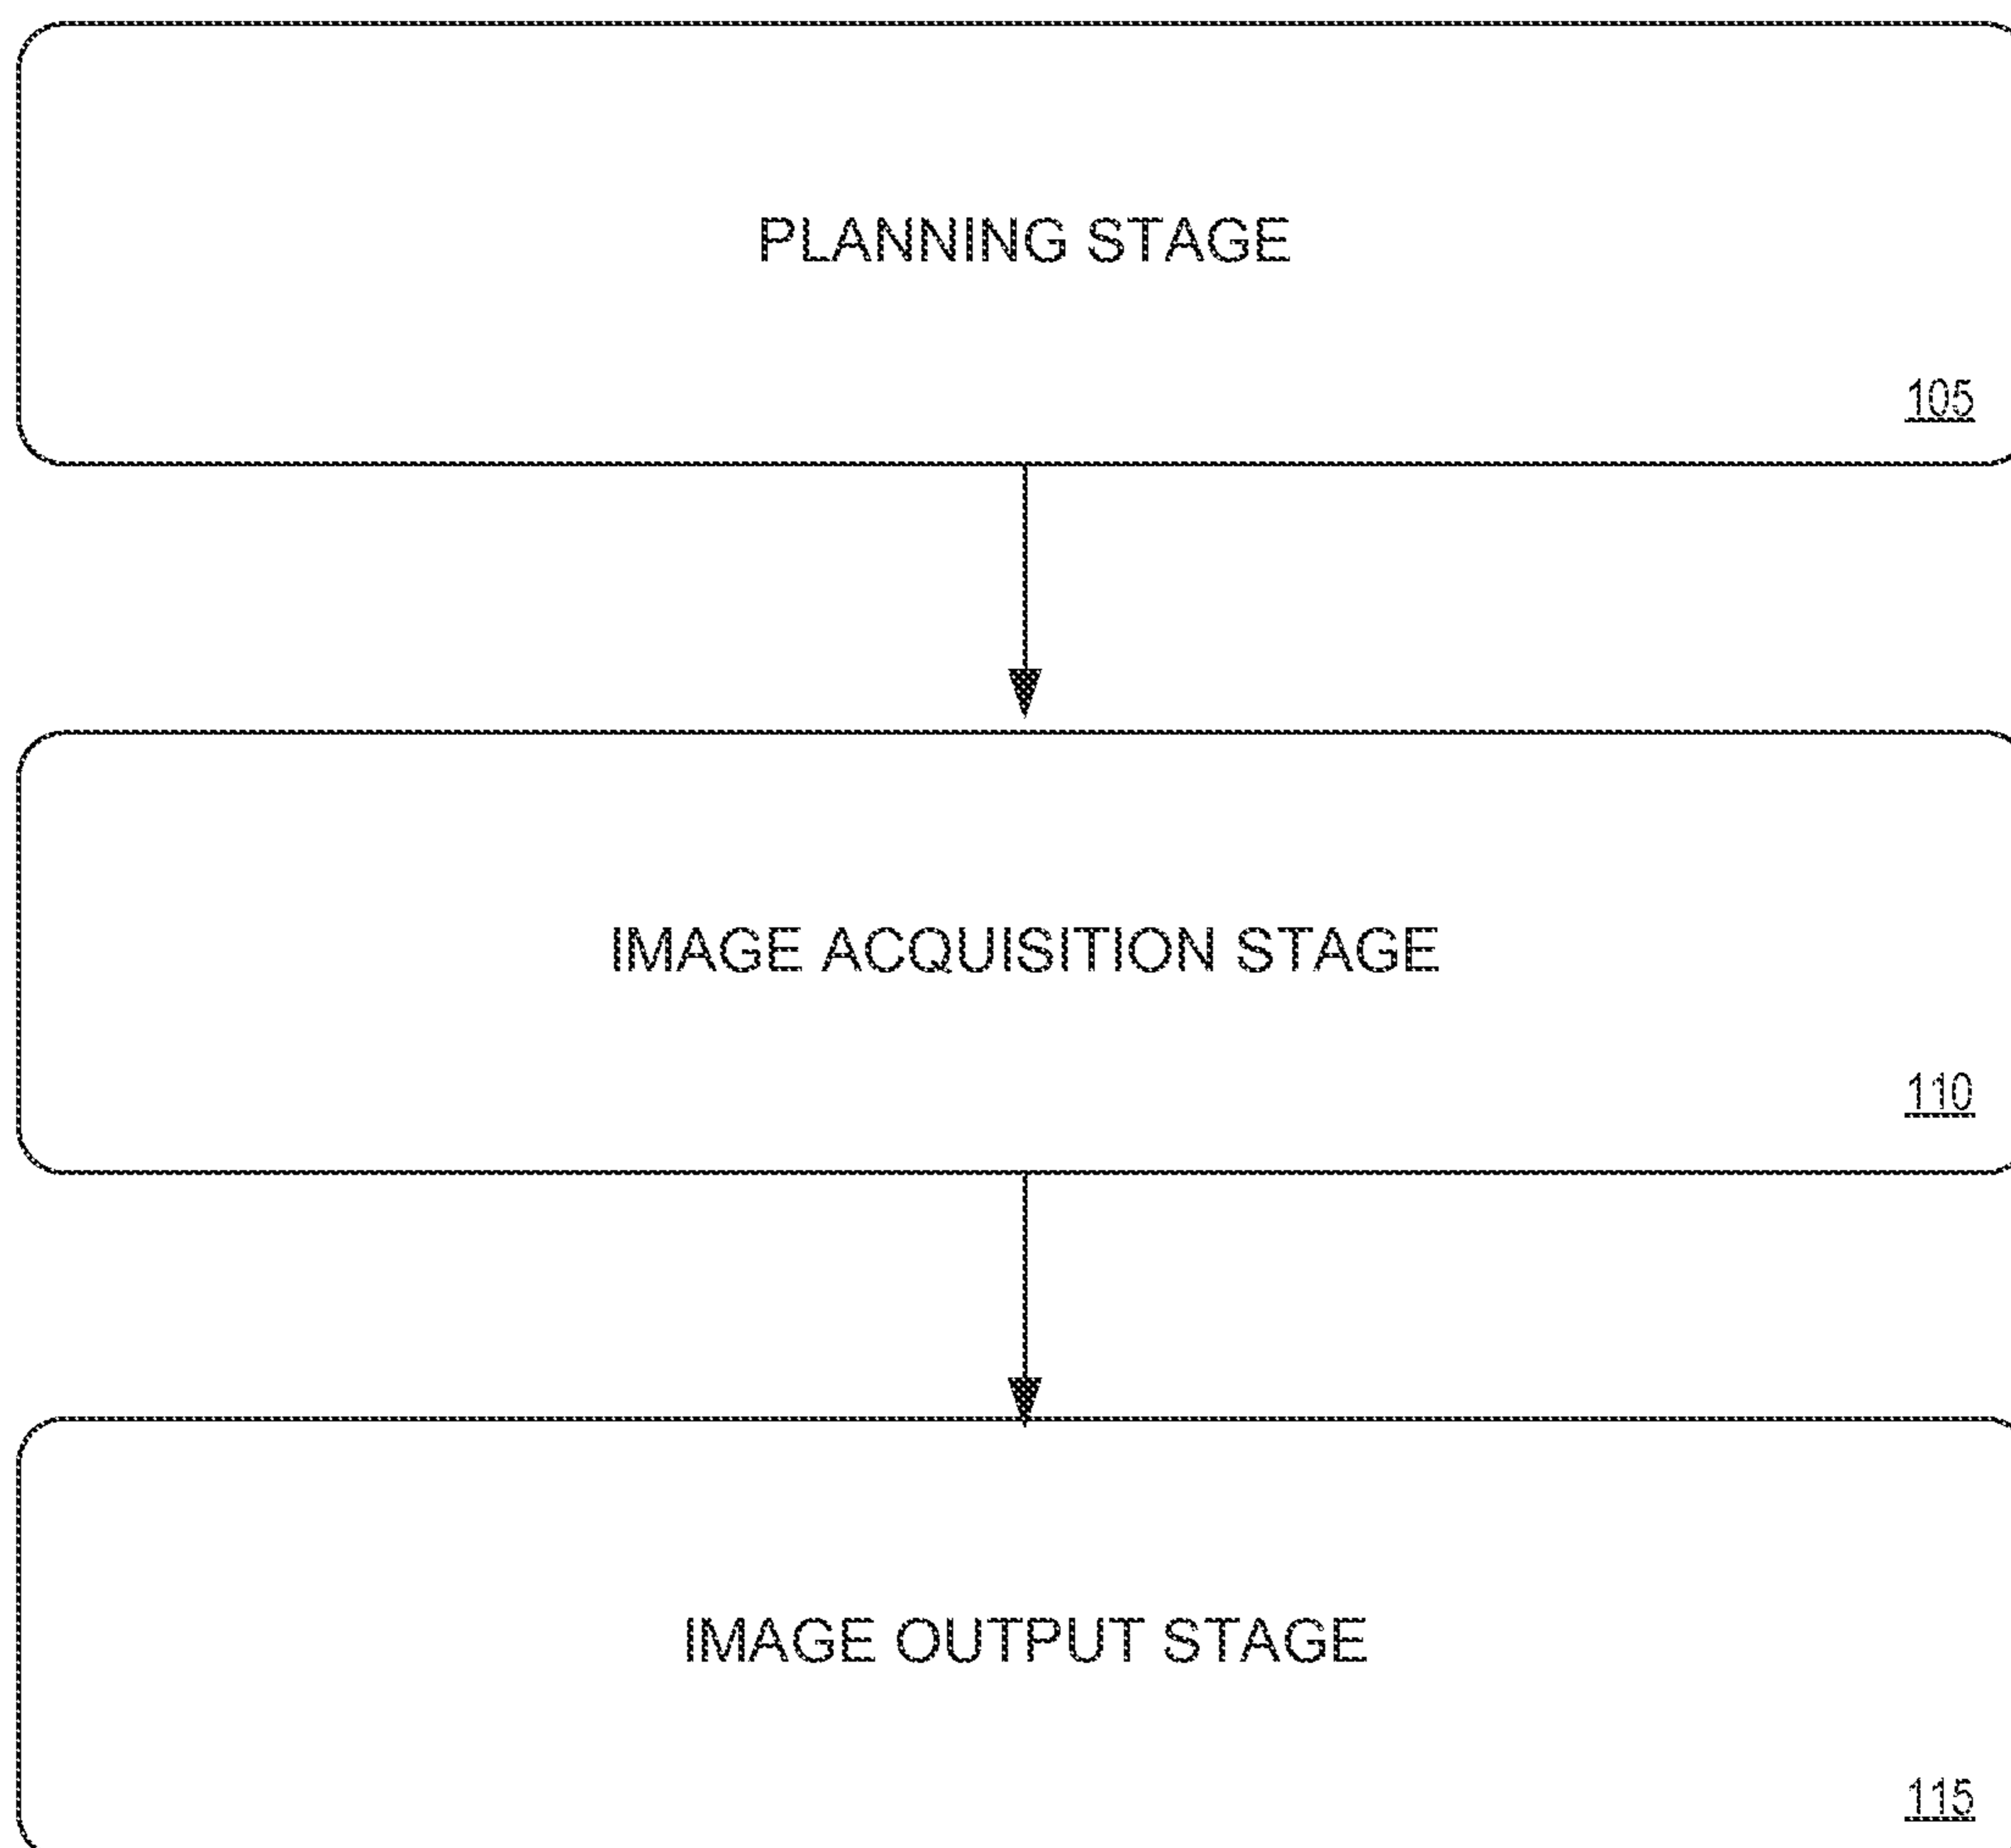 PLANNING STAGE
105
IMAGE ACQUISITION STAGE
110
IMAGE OUTPUT STAGE
115